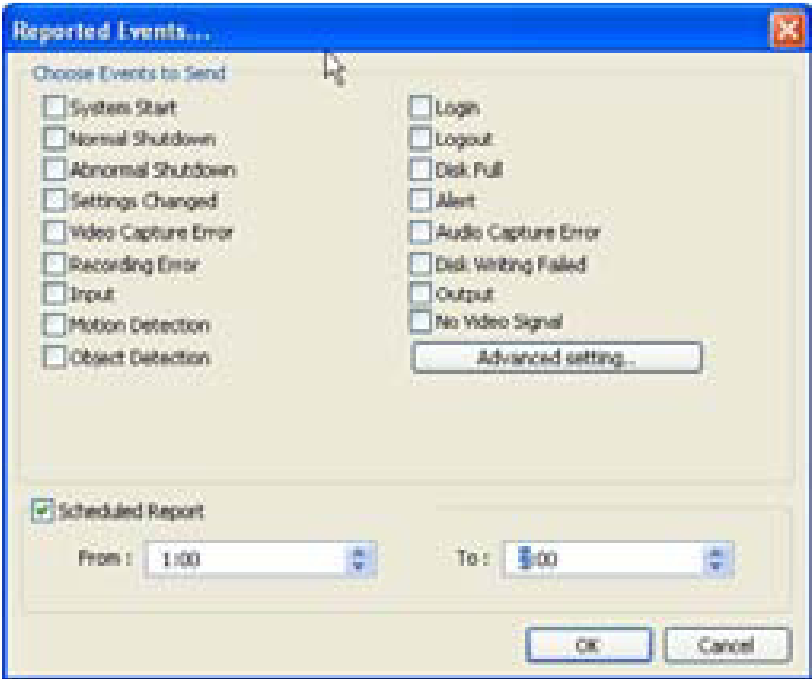 Reported Events...
Choose Events to Send
System Start
Normal Shutdown
Abnormal Shutdown
Settings Changed
Video Capture Error
Recording Error
Input
Motion Detection
Object Detection
Login
Logout
Disk Full
Alert
Audio Capture Error
Disk Writing Failed
Output
No Video Signal
Advanced setting...
Scheduled Report
From : 1:00
To : :00
OK Cancel